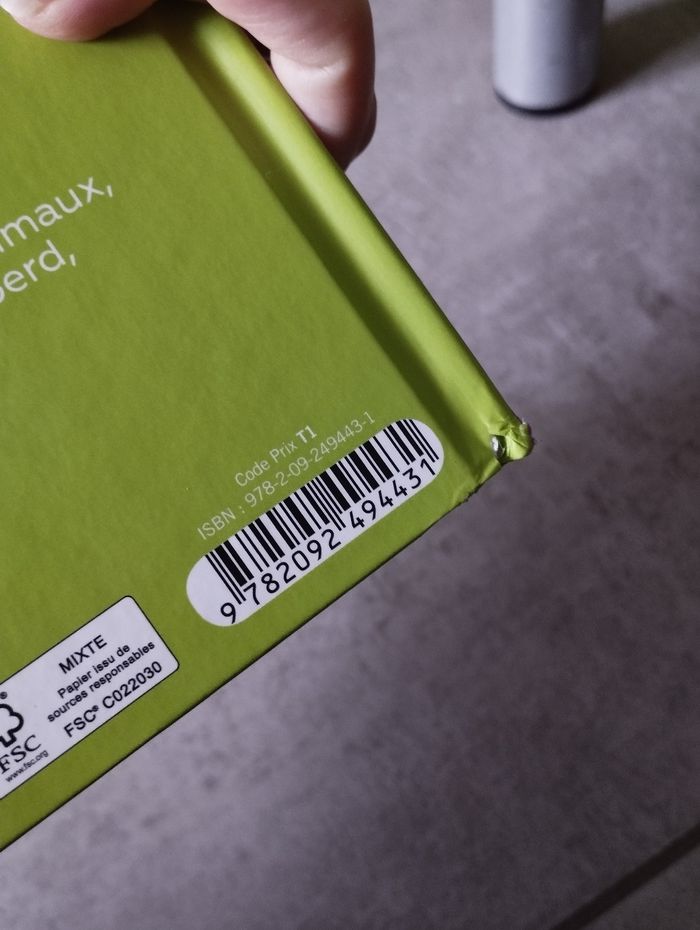 maux,
erd,
Code Prix T1
ISBN : 978-2-09-249443-1
9 782092 494431
MIXTE
Papier issu de
sources responsables
FSC® C022030
®
FSC
www.fsc.org